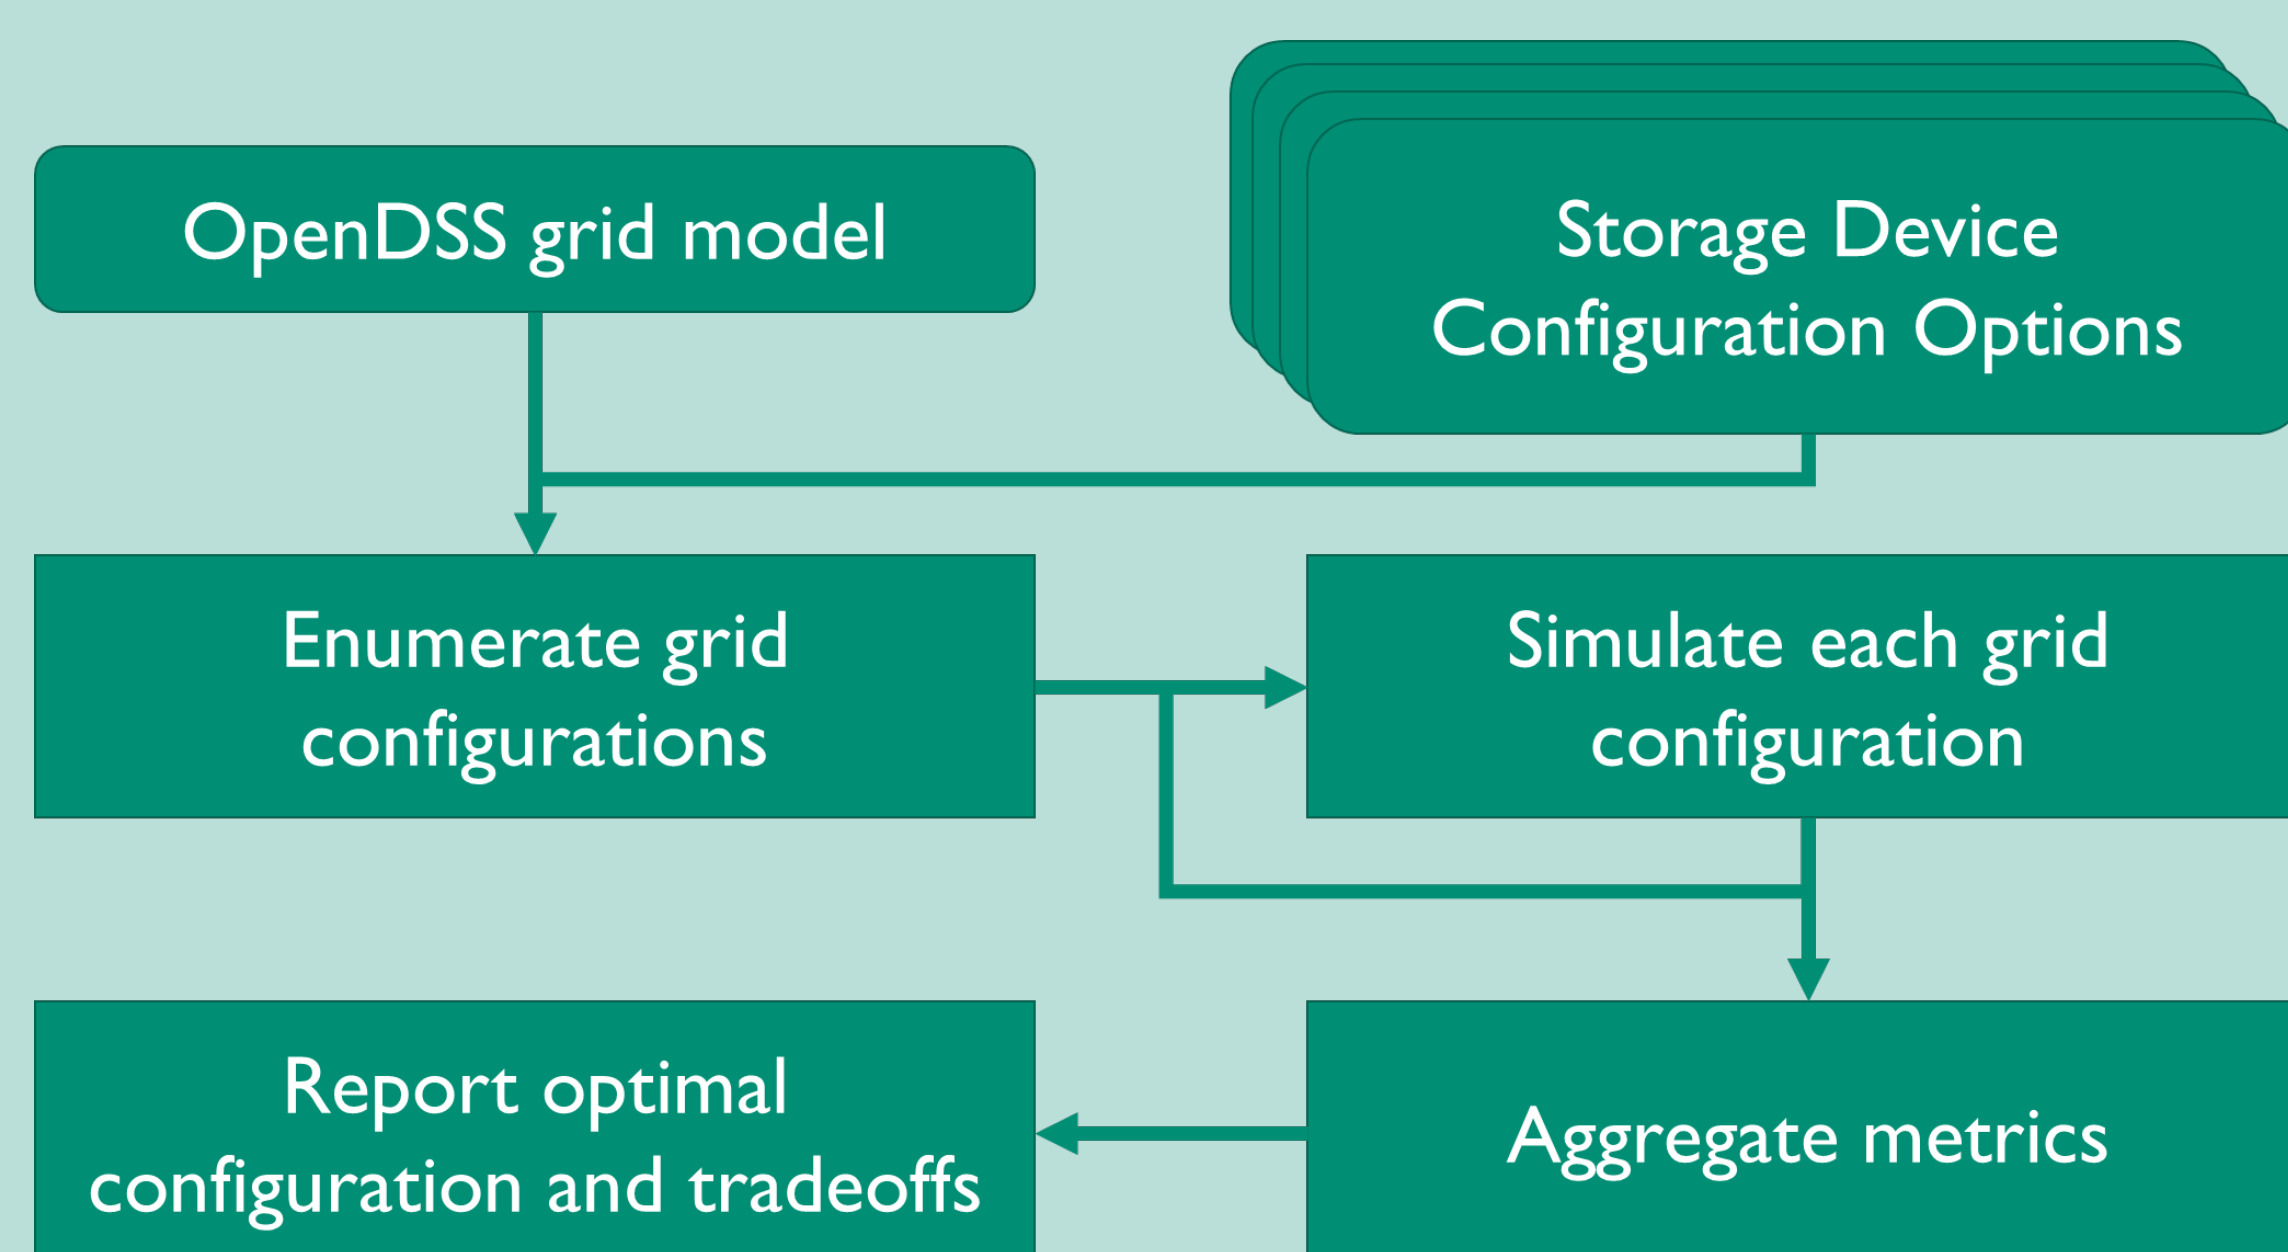 OpenDSS grid model
Storage Device
Configuration Options
Enumerate grid
configurations
Simulate each grid
configuration
Report optimal
configuration and tradeoffs
Aggregate metrics